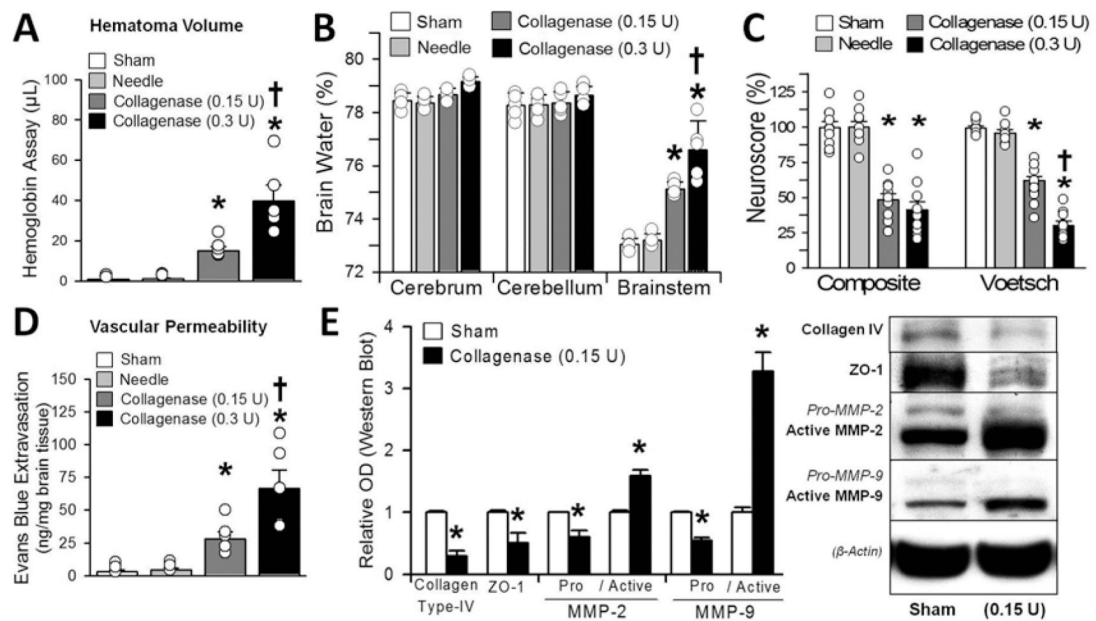 A
Hematoma Volume
Sham
Needle
Collagenase (0.15 U)
Collagenase (0.3 U)
Hemoglobin Assay (µL)
100
80
60
40
20
0
*
†
*
B
Sham
Needle
Collagenase (0.15 U)
Collagenase (0.3 U)
Brain Water (%)
80
78
76
74
72
*
†
*
Cerebrum
Cerebellum
Brainstem
C
Sham
Needle
Collagenase (0.15 U)
Collagenase (0.3 U)
Neuroscore (%)
125
100
75
50
25
0
*
*
*
†
*
Composite
Voetsch
D
Vascular Permeability
Sham
Needle
Collagenase (0.15 U)
Collagenase (0.3 U)
Evans Blue Extravasation
(ng/mg brain tissue)
150
125
100
75
50
25
0
*
†
*
E
Sham
Collagenase (0.15 U)
Relative OD (Western Blot)
4
3
2
1
0
*
*
*
*
*
*
Collagen
Type-IV
ZO-1
Pro / Active
MMP-2
Pro / Active
MMP-9
Collagen IV
ZO-1
Pro-MMP-2
Active MMP-2
Pro-MMP-9
Active MMP-9
(β-Actin)
Sham
(0.15 U)